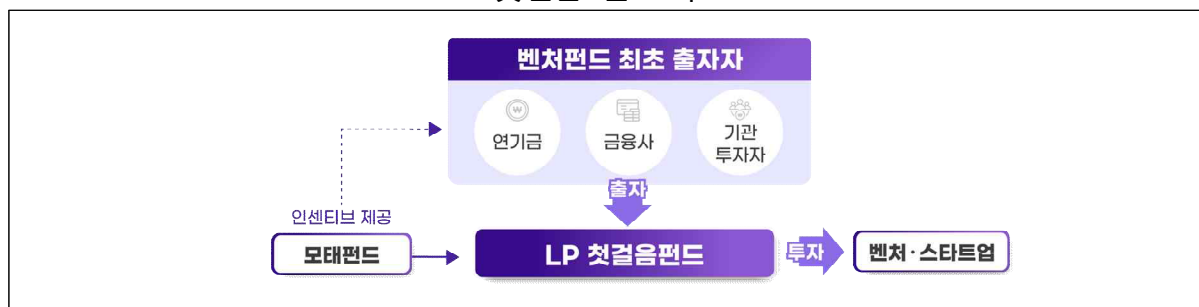 벤처펀드 최초 출자자
연기금
금융사
기관
투자자
출자
인센티브 제공
모태펀드
LP 첫걸음펀드
투자
벤처·스타트업